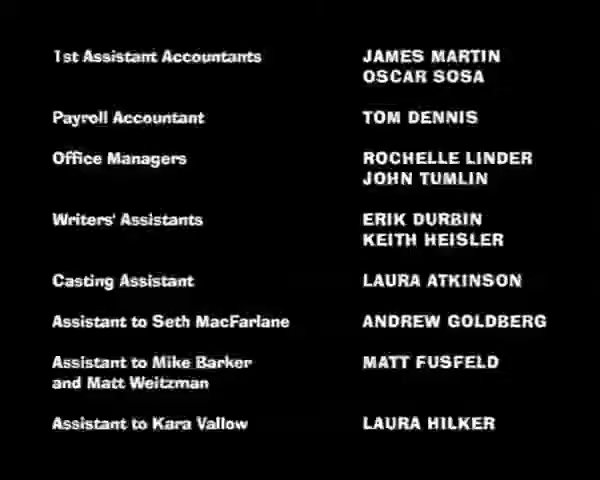 1st Assistant Accountants JAMES MARTIN
OSCAR SOSA
Payroll Accountant TOM DENNIS
Office Managers ROCHELLE LINDER
JOHN TUMLIN
Writers' Assistants ERIK DURBIN
KEITH HEISLER
Casting Assistant LAURA ATKINSON
Assistant to Seth MacFarlane ANDREW GOLDBERG
Assistant to Mike Barker MATT FUSFELD
and Matt Weitzman
Assistant to Kara Vallow LAURA HILKER